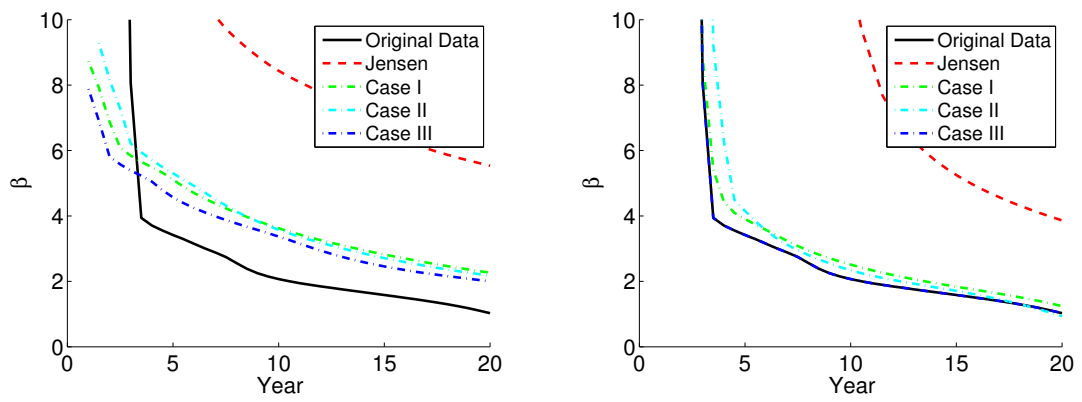 10
8
6
4
2
0
β
0
5
10
15
20
Year
Original Data
Jensen
Case I
Case II
Case III
10
8
6
4
2
0
β
0
5
10
15
20
Year
Original Data
Jensen
Case I
Case II
Case III